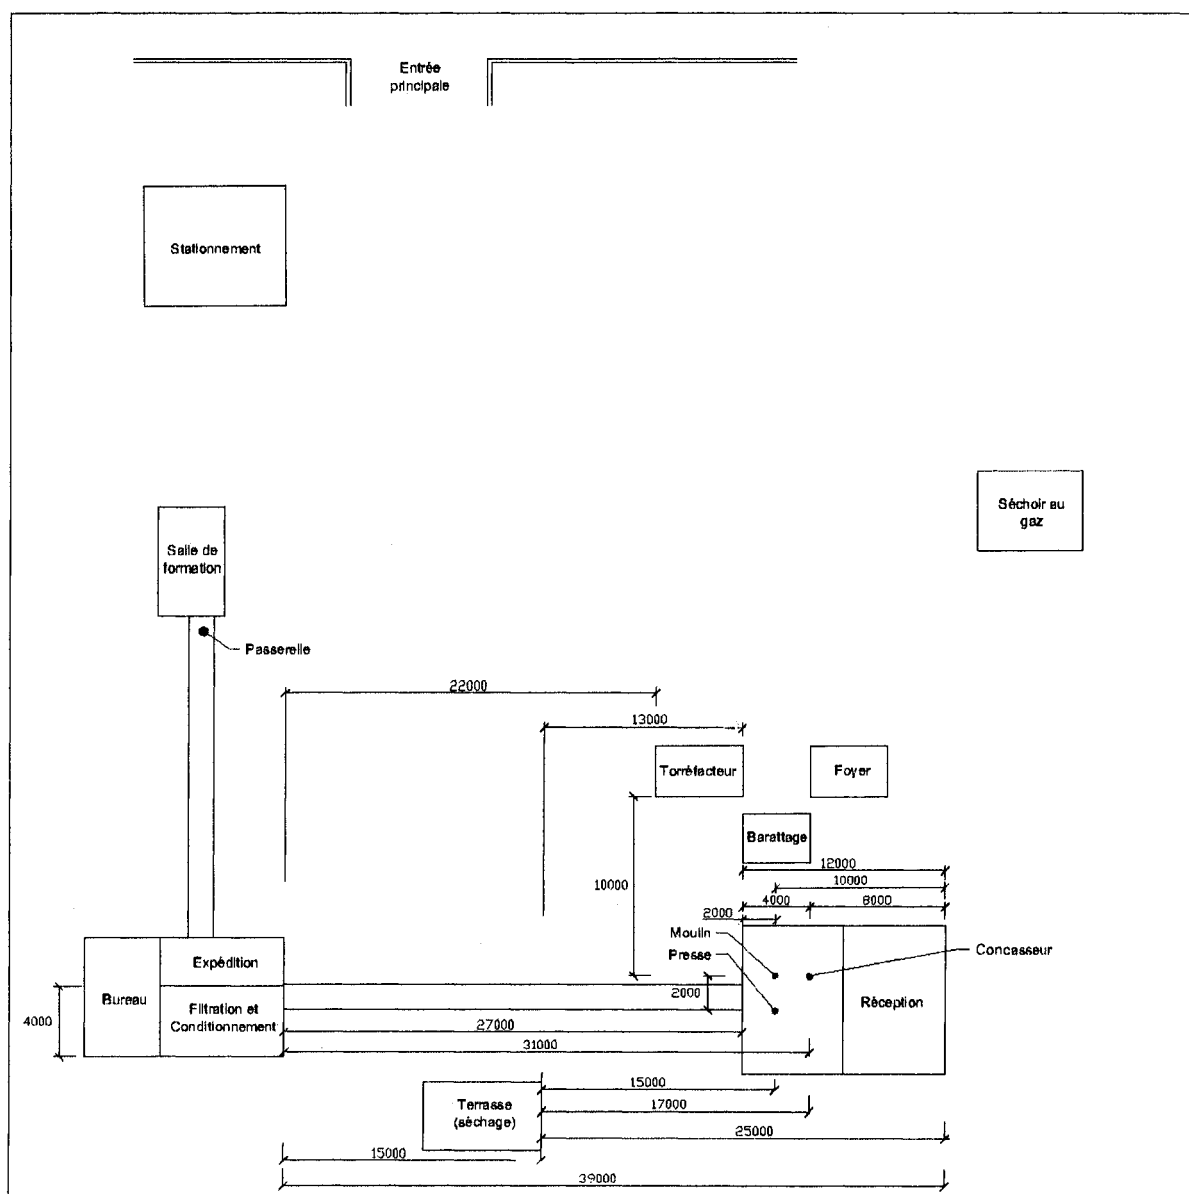 Entrée
principale
Stationnement
Séchoir au
gaz
Salle de
formation
Passerelle
22000
13000
Torréfacteur
Foyer
Barattage
12000
10000
10000
4000
8000
2000
Moulin
Presse
Concasseur
Expédition
Bureau
Filtration et
Conditionnement
4000
2000
Réception
27000
31000
15000
Terrasse
(séchage)
17000
25000
15000
39000